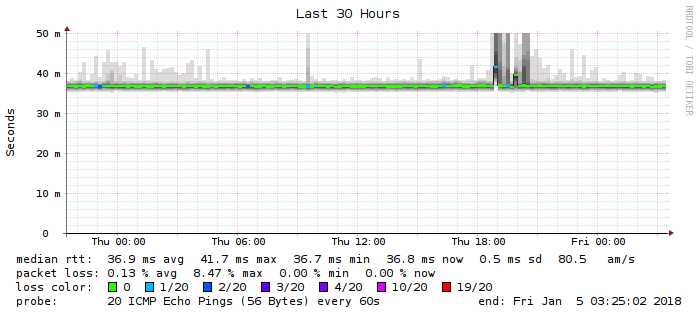 Last 30 Hours
RRDTOOL / TOBI OETIKER
Seconds
50 m
40 m
30 m
20 m
10 m
0
Thu 00:00 Thu 06:00 Thu 12:00 Thu 18:00 Fri 00:00
median rtt: 36.9 ms avg 41.7 ms max 36.7 ms min 36.8 ms now 0.5 ms sd 80.5 am/s
packet loss: 0.13 % avg 8.47 % max 0.00 % min 0.00 % now
loss color: 0 1/20 2/20 3/20 4/20 10/20 19/20
probe: 20 ICMP Echo Pings (56 Bytes) every 60s end: Fri Jan 5 03:25:02 2018